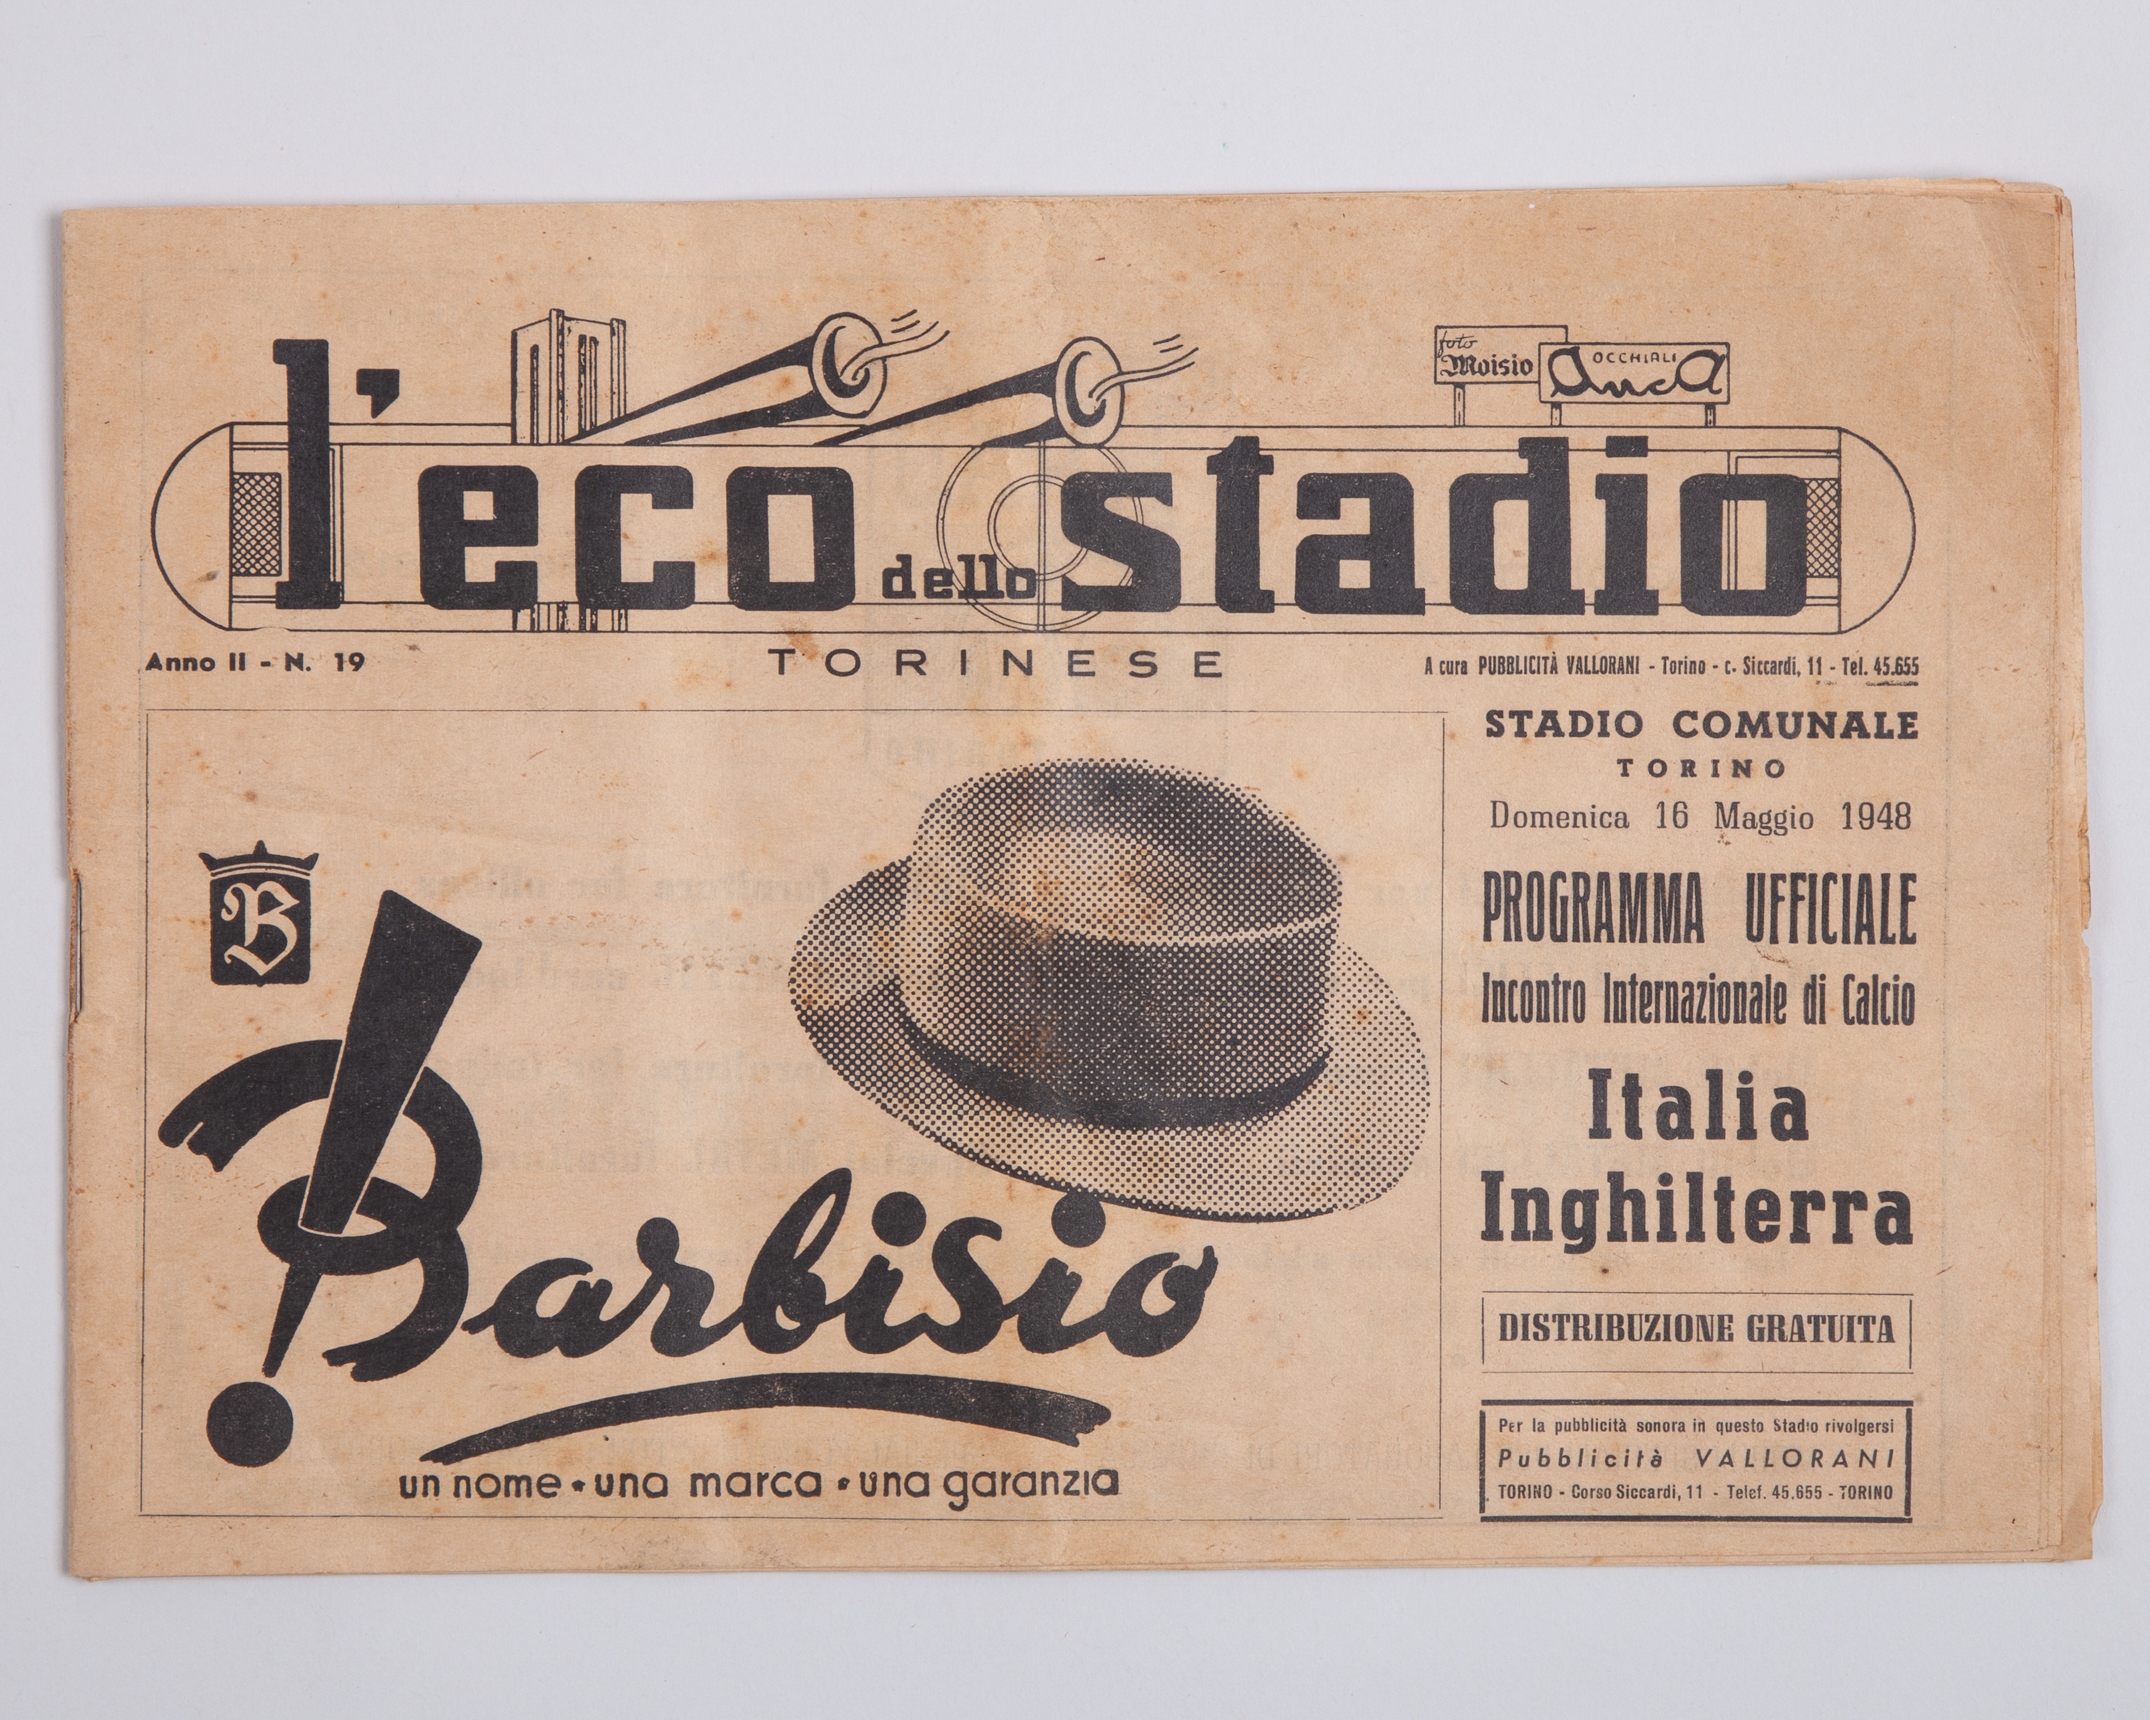 foto
Moisio
OCCHIALI
AncA
l'eco dello stadio
Anno II - N. 19
TORINESE
A cura PUBBLICITÀ VALLORANI - Torino - c. Siccardi, 11 - Tel. 45.655
B
Barbisio
un nome • una marca • una garanzia
STADIO COMUNALE
TORINO
Domenica 16 Maggio 1948
PROGRAMMA UFFICIALE
Incontro Internazionale di Calcio
Italia
Inghilterra
DISTRIBUZIONE GRATUITA
Per la pubblicità sonora in questo Stadio rivolgersi
Pubblicità VALLORANI
TORINO - Corso Siccardi, 11 - Telef. 45.655 - TORINO